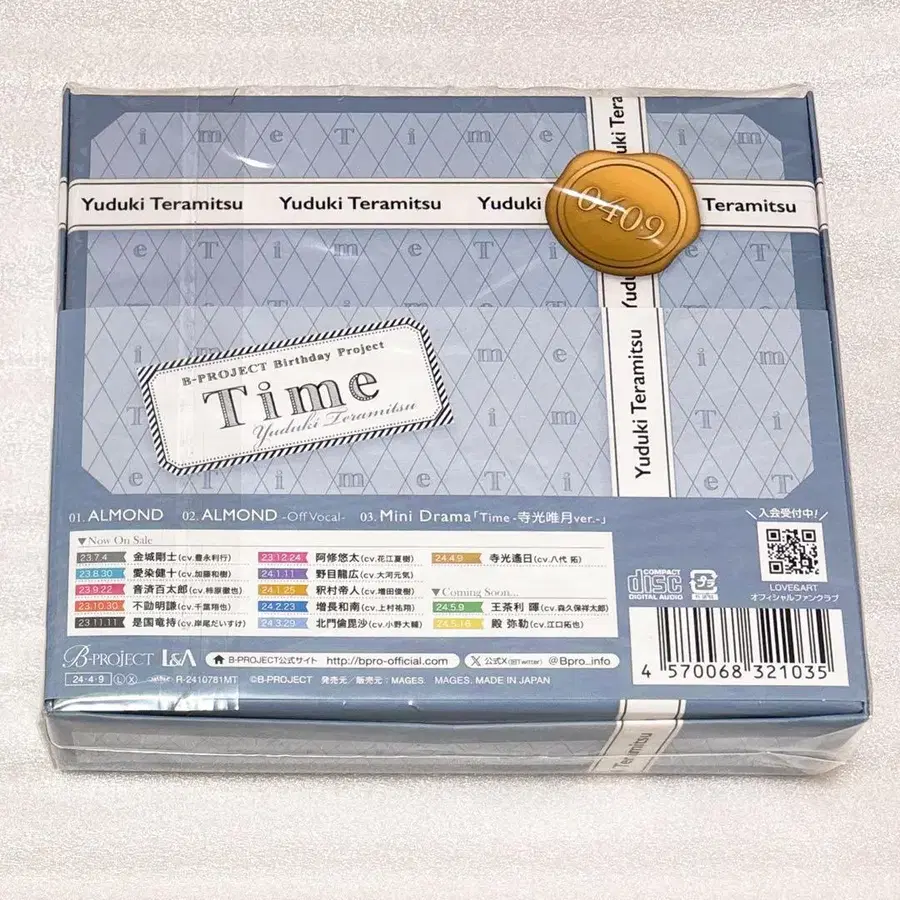 i m e T i m e i m
Yuduki Teramitsu Yuduki Teramitsu Yuduki Teramitsu
0409
Yuduki Teramitsu
B-PROJECT Birthday Project
Time
Yuduki Teramitsu
01. ALMOND 02. ALMOND -Off Vocal- 03. Mini Drama「Time -寺光唯月ver.-」
▼Now On Sale
23.7.4 金城剛士(cv.豊永利行)
23.8.30 愛染健十(cv.加藤和樹)
23.9.22 音済百太郎(cv.柿原徹也)
23.10.30 不動明謙(cv.千葉翔也)
23.11.11 是国竜持(cv.岸尾だいすけ)
23.12.24 阿修悠太(cv.花江夏樹)
24.1.11 野目龍広(cv.大河元気)
24.1.25 釈村帝人(cv.増田俊樹)
24.2.23 増長和南(cv.上村祐翔)
24.3.29 北門倫毘沙(cv.小野大輔)
24.4.9 寺光遙日(cv.八代 拓)
▼Coming Soon...
24.5.9 王茶利 暉(cv.森久保祥太郎)
24.5.16 殿 弥勒(cv.江口拓也)
\入会受付中!/
LOVE&ART
オフィシャルファンクラブ
COMPACT
disc
DIGITAL AUDIO
プラ
B-PROJECT L&A B-PROJECT公式サイト http://bpro-official.com 公式X(旧Twitter) @Bpro_info
24・4・9 L X R-2410781MT ©B-PROJECT 発売元/販売元:MAGES. MAGES. MADE IN JAPAN
4 570068 321035
Teramitsu